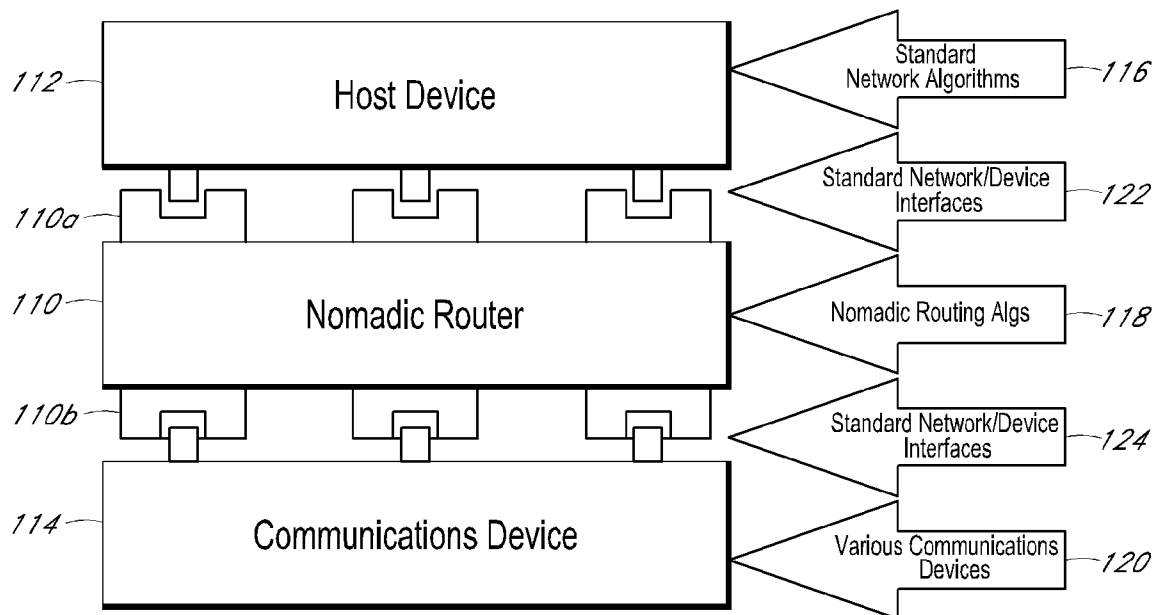 112
Host Device
Standard
Network Algorithms
116
110a
Standard Network/Device
Interfaces
122
110
Nomadic Router
Nomadic Routing Algs
118
110b
Standard Network/Device
Interfaces
124
114
Communications Device
Various Communications
Devices
120